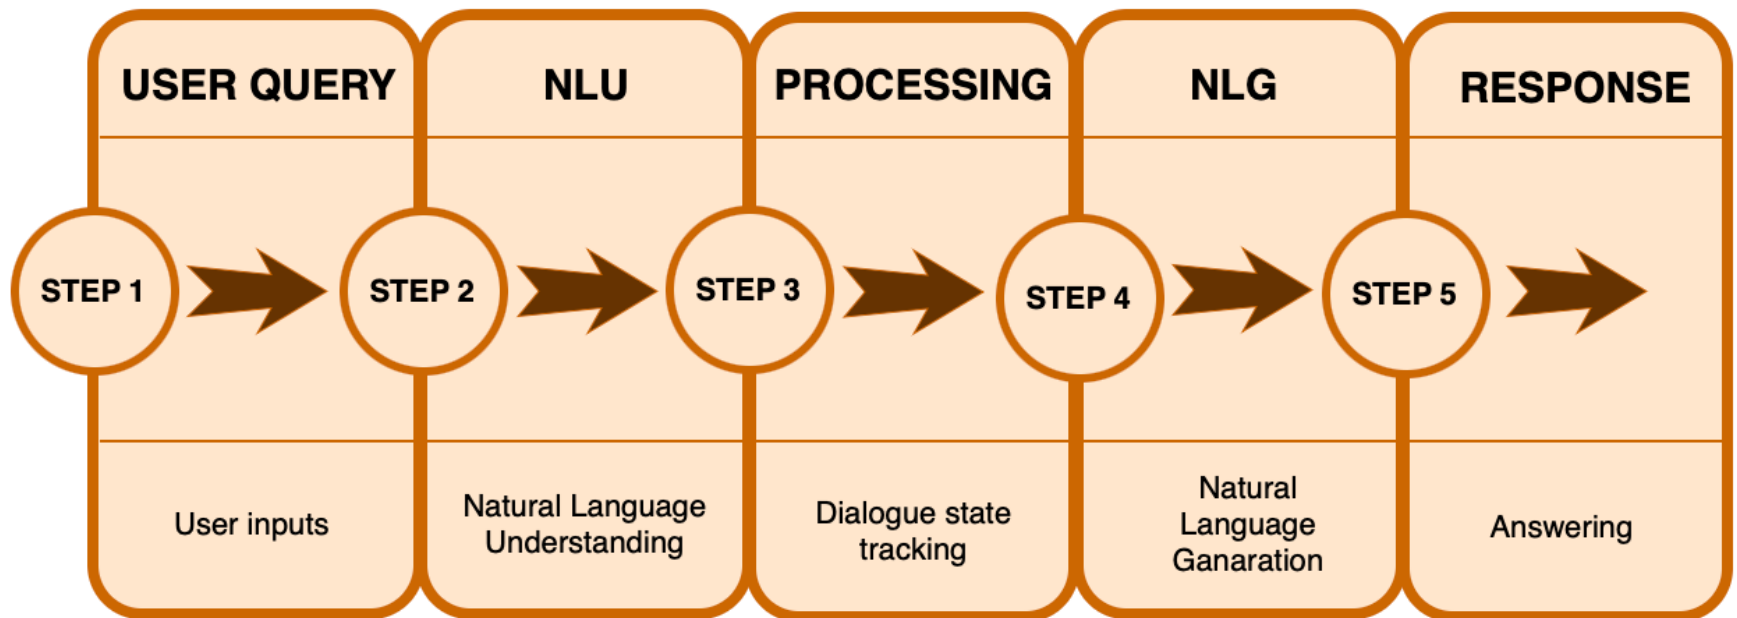 USER QUERY
NLU
PROCESSING
NLG
RESPONSE
STEP 1
STEP 2
STEP 3
STEP 4
STEP 5
User inputs
Natural Language
Understanding
Dialogue state
tracking
Natural
Language
Ganaration
Answering